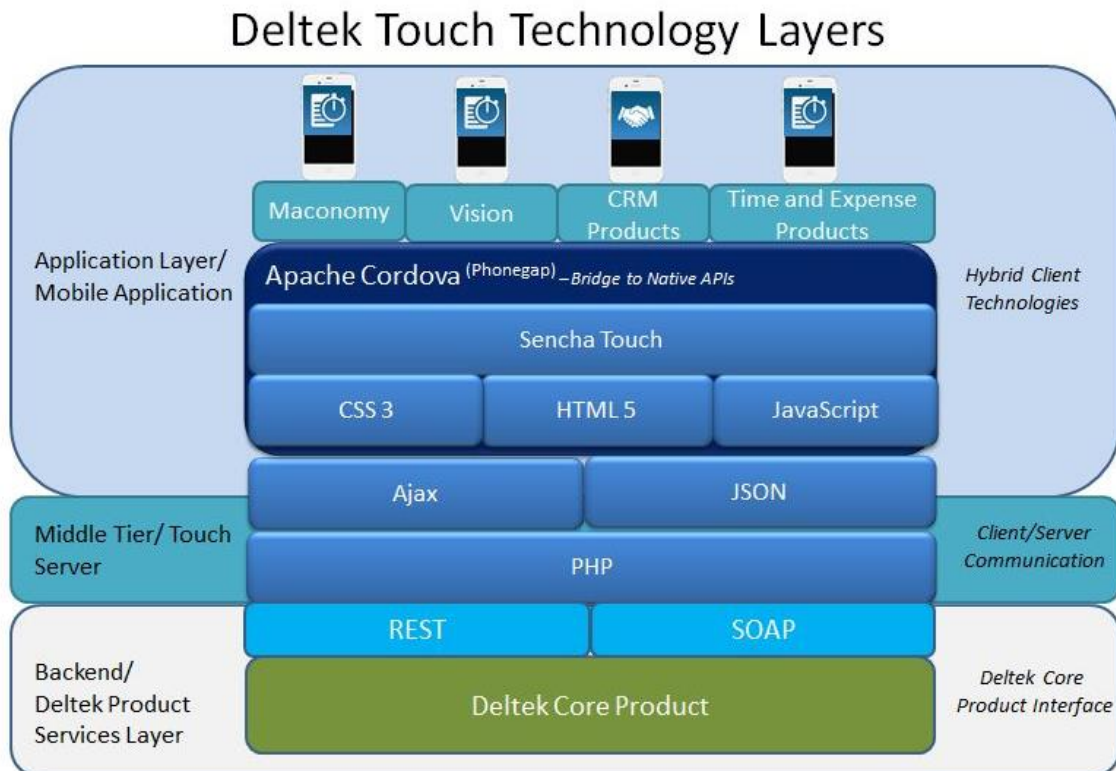 Deltek Touch Technology Layers
Maconomy
Vision
CRM
Products
Time and Expense
Products
Application Layer/
Mobile Application
Apache Cordova (Phonegap) – Bridge to Native APIs
Hybrid Client
Technologies
Sencha Touch
CSS 3
HTML 5
JavaScript
Ajax
JSON
Middle Tier/ Touch
Server
PHP
Client/Server
Communication
REST
SOAP
Backend/
Deltek Product
Services Layer
Deltek Core Product
Deltek Core
Product Interface